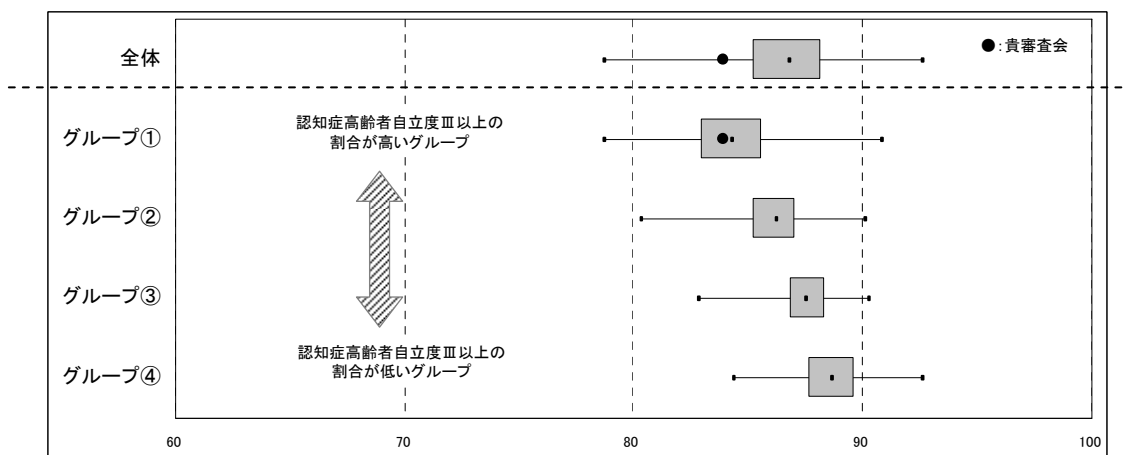 全体
●:貴審査会
グループ①
認知症高齢者自立度Ⅲ以上の
割合が高いグループ
グループ②
グループ③
認知症高齢者自立度Ⅲ以上の
割合が低いグループ
グループ④
60 70 80 90 100